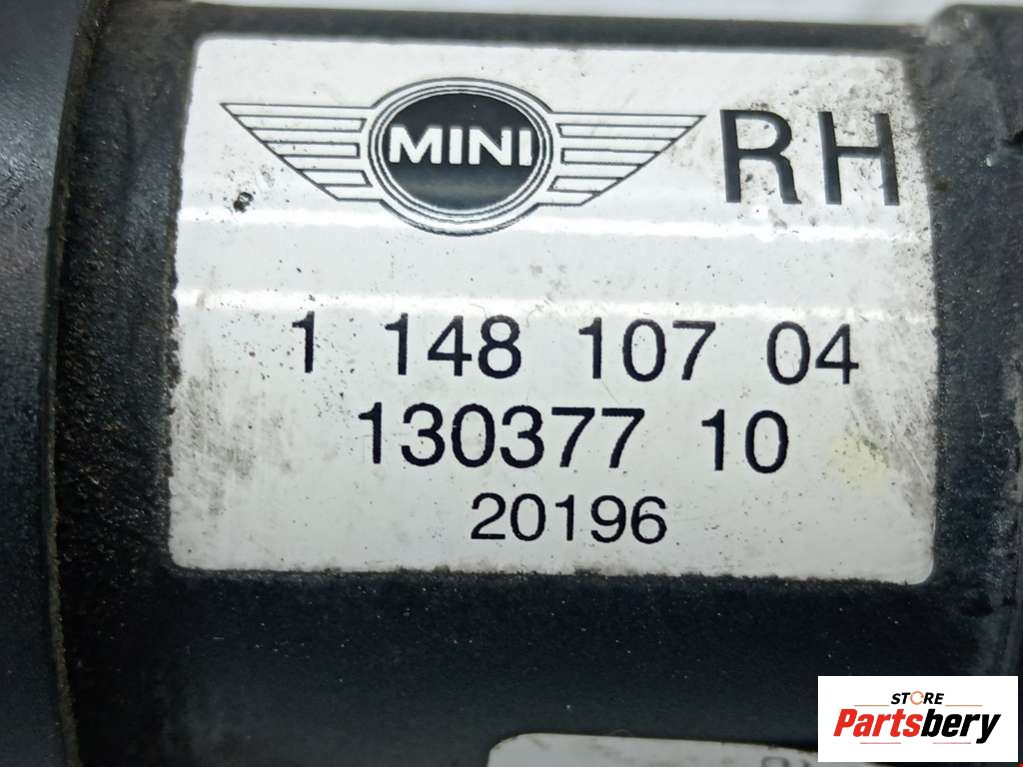 MINI RH
1 148 107 04
130377 10
20196
STORE
Partsbery